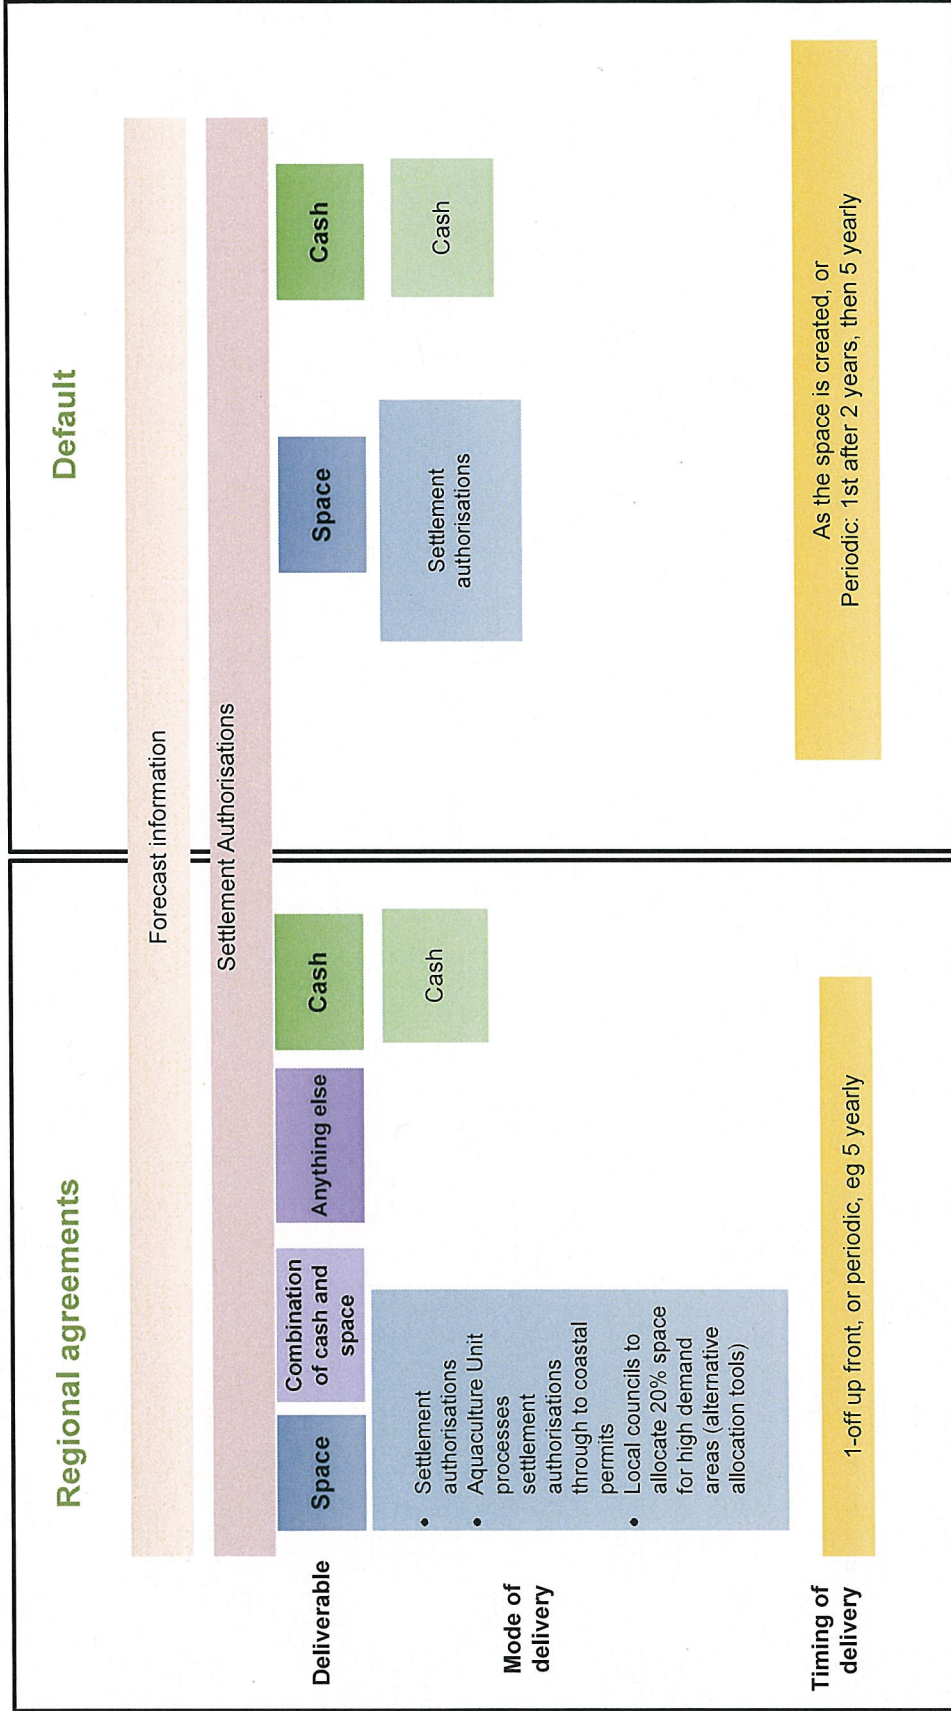 Regional agreements
Default
Forecast information
Settlement Authorisations
Deliverable
Space
Combination
of cash and
space
Anything else
Cash
Space
Cash
Mode of
delivery
• Settlement
authorisations
• Aquaculture Unit
processes
settlement
authorisations
through to coastal
permits
• Local councils to
allocate 20% space
for high demand
areas (alternative
allocation tools)
Cash
Settlement
authorisations
Cash
Timing of
delivery
1-off up front, or periodic, eg 5 yearly
As the space is created, or
Periodic: 1st after 2 years, then 5 yearly